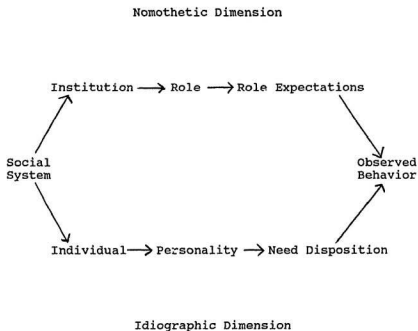 Nomothetic Dimension
Institution Role Role Expectations
Social
System
Observed
Behavior
Individual Personality Need Disposition
Idiographic Dimension